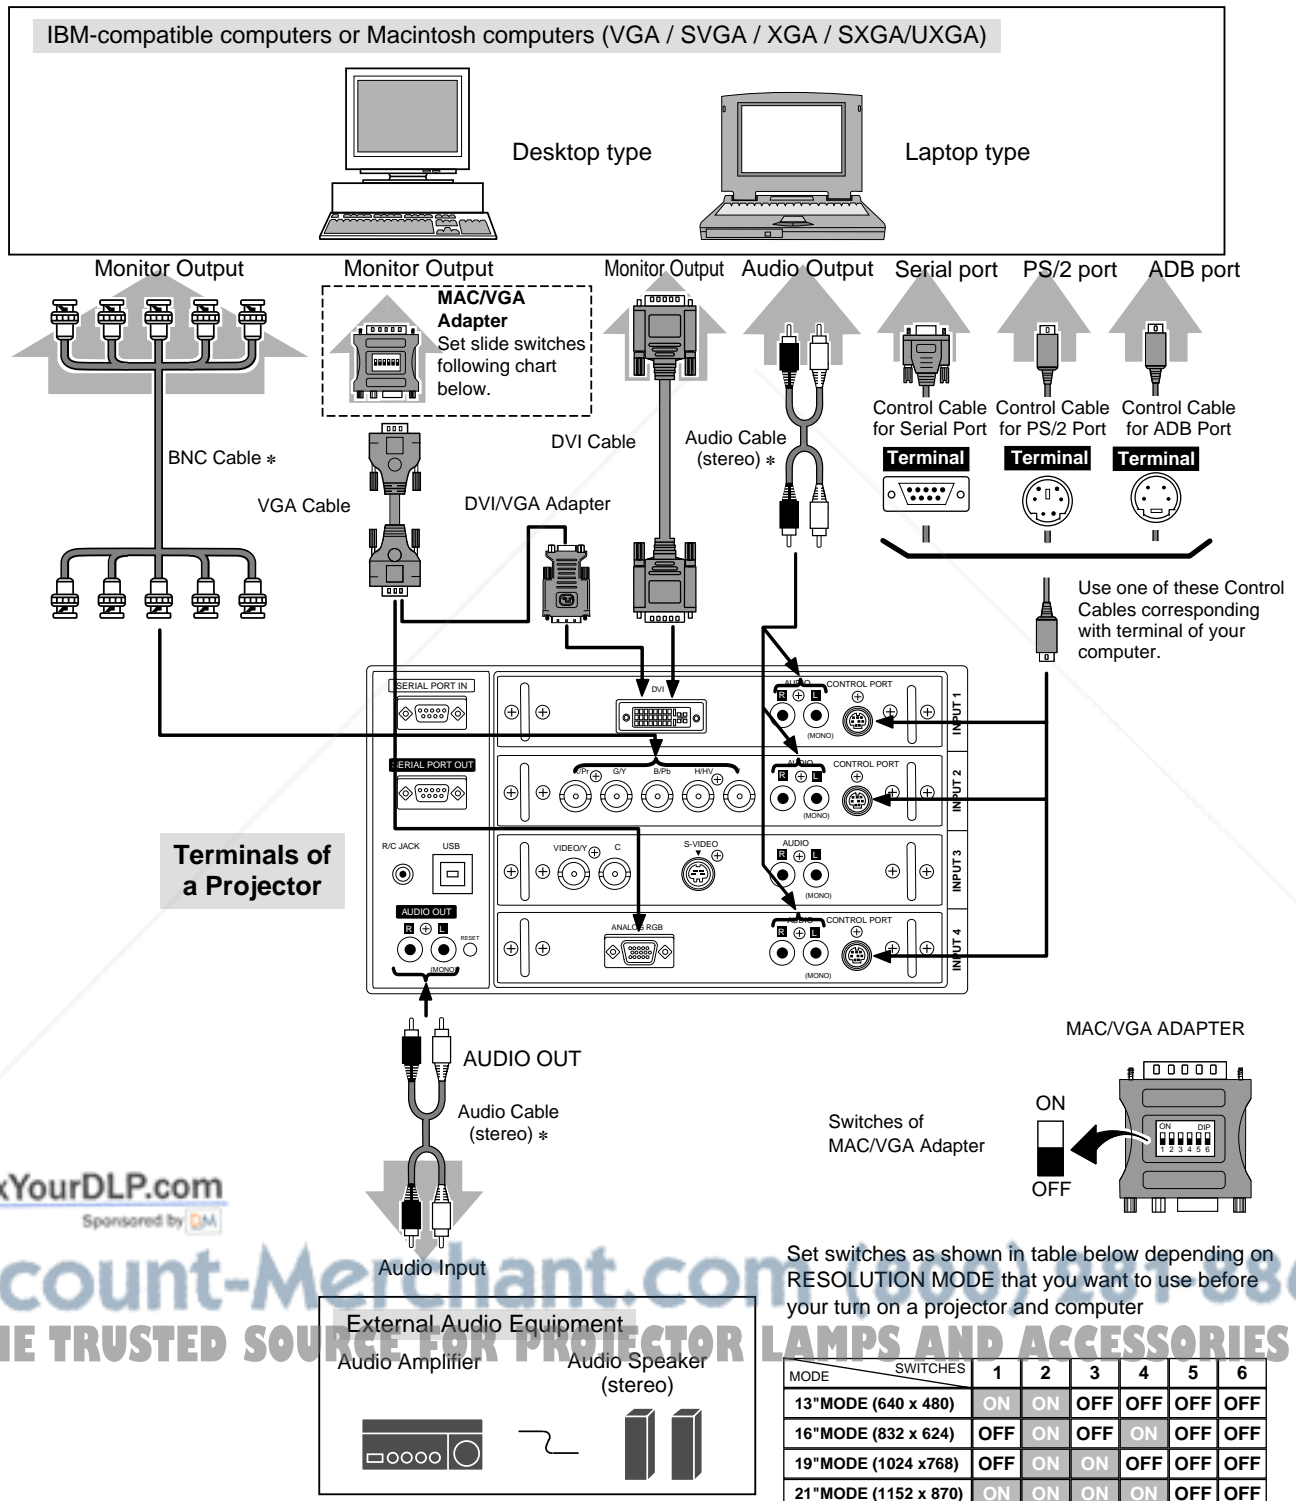 IBM-compatible computers or Macintosh computers (VGA / SVGA / XGA / SXGA/UXGA)
Desktop type
Laptop type
Monitor Output
Monitor Output
Monitor Output
Audio Output
Serial port
PS/2 port
ADB port
MAC/VGA
Adapter
Set slide switches
following chart
below.
Control Cable
for Serial Port
Control Cable
for PS/2 Port
Control Cable
for ADB Port
Terminal
Terminal
Terminal
BNC Cable *
VGA Cable
DVI/VGA Adapter
DVI Cable
Audio Cable
(stereo) *
Use one of these Control
Cables corresponding
with terminal of your
computer.
SERIAL PORT IN
DVI
AUDIO
R
L
(MONO)
CONTROL PORT
INPUT 1
SERIAL PORT OUT
R/Pr
G/Y
B/Pb
H/HV
V
AUDIO
R
L
(MONO)
CONTROL PORT
INPUT 2
Terminals of
a Projector
R/C JACK
USB
VIDEO/Y
C
S-VIDEO
AUDIO
R
L
(MONO)
INPUT 3
AUDIO OUT
R
L
RESET
(MONO)
ANALOG RGB
AUDIO
R
L
(MONO)
CONTROL PORT
INPUT 4
AUDIO OUT
Audio Cable
(stereo) *
Audio Input
External Audio Equipment
Audio Amplifier
Audio Speaker
(stereo)
MAC/VGA ADAPTER
Switches of
MAC/VGA Adapter
ON
OFF
ON DIP
1 2 3 4 5 6
Set switches as shown in table below depending on
RESOLUTION MODE that you want to use before
your turn on a projector and computer
MODE SWITCHES 1 2 3 4 5 6
13"MODE (640 x 480) ON ON OFF OFF OFF OFF
16"MODE (832 x 624) OFF ON OFF ON OFF OFF
19"MODE (1024 x768) OFF ON ON OFF OFF OFF
21"MODE (1152 x 870) ON ON ON ON OFF OFF
xYourDLP.com
Sponsored by DM
count-Merchant.com (800) 281-88
HE TRUSTED SOURCE FOR PROJECTOR LAMPS AND ACCESSORIES